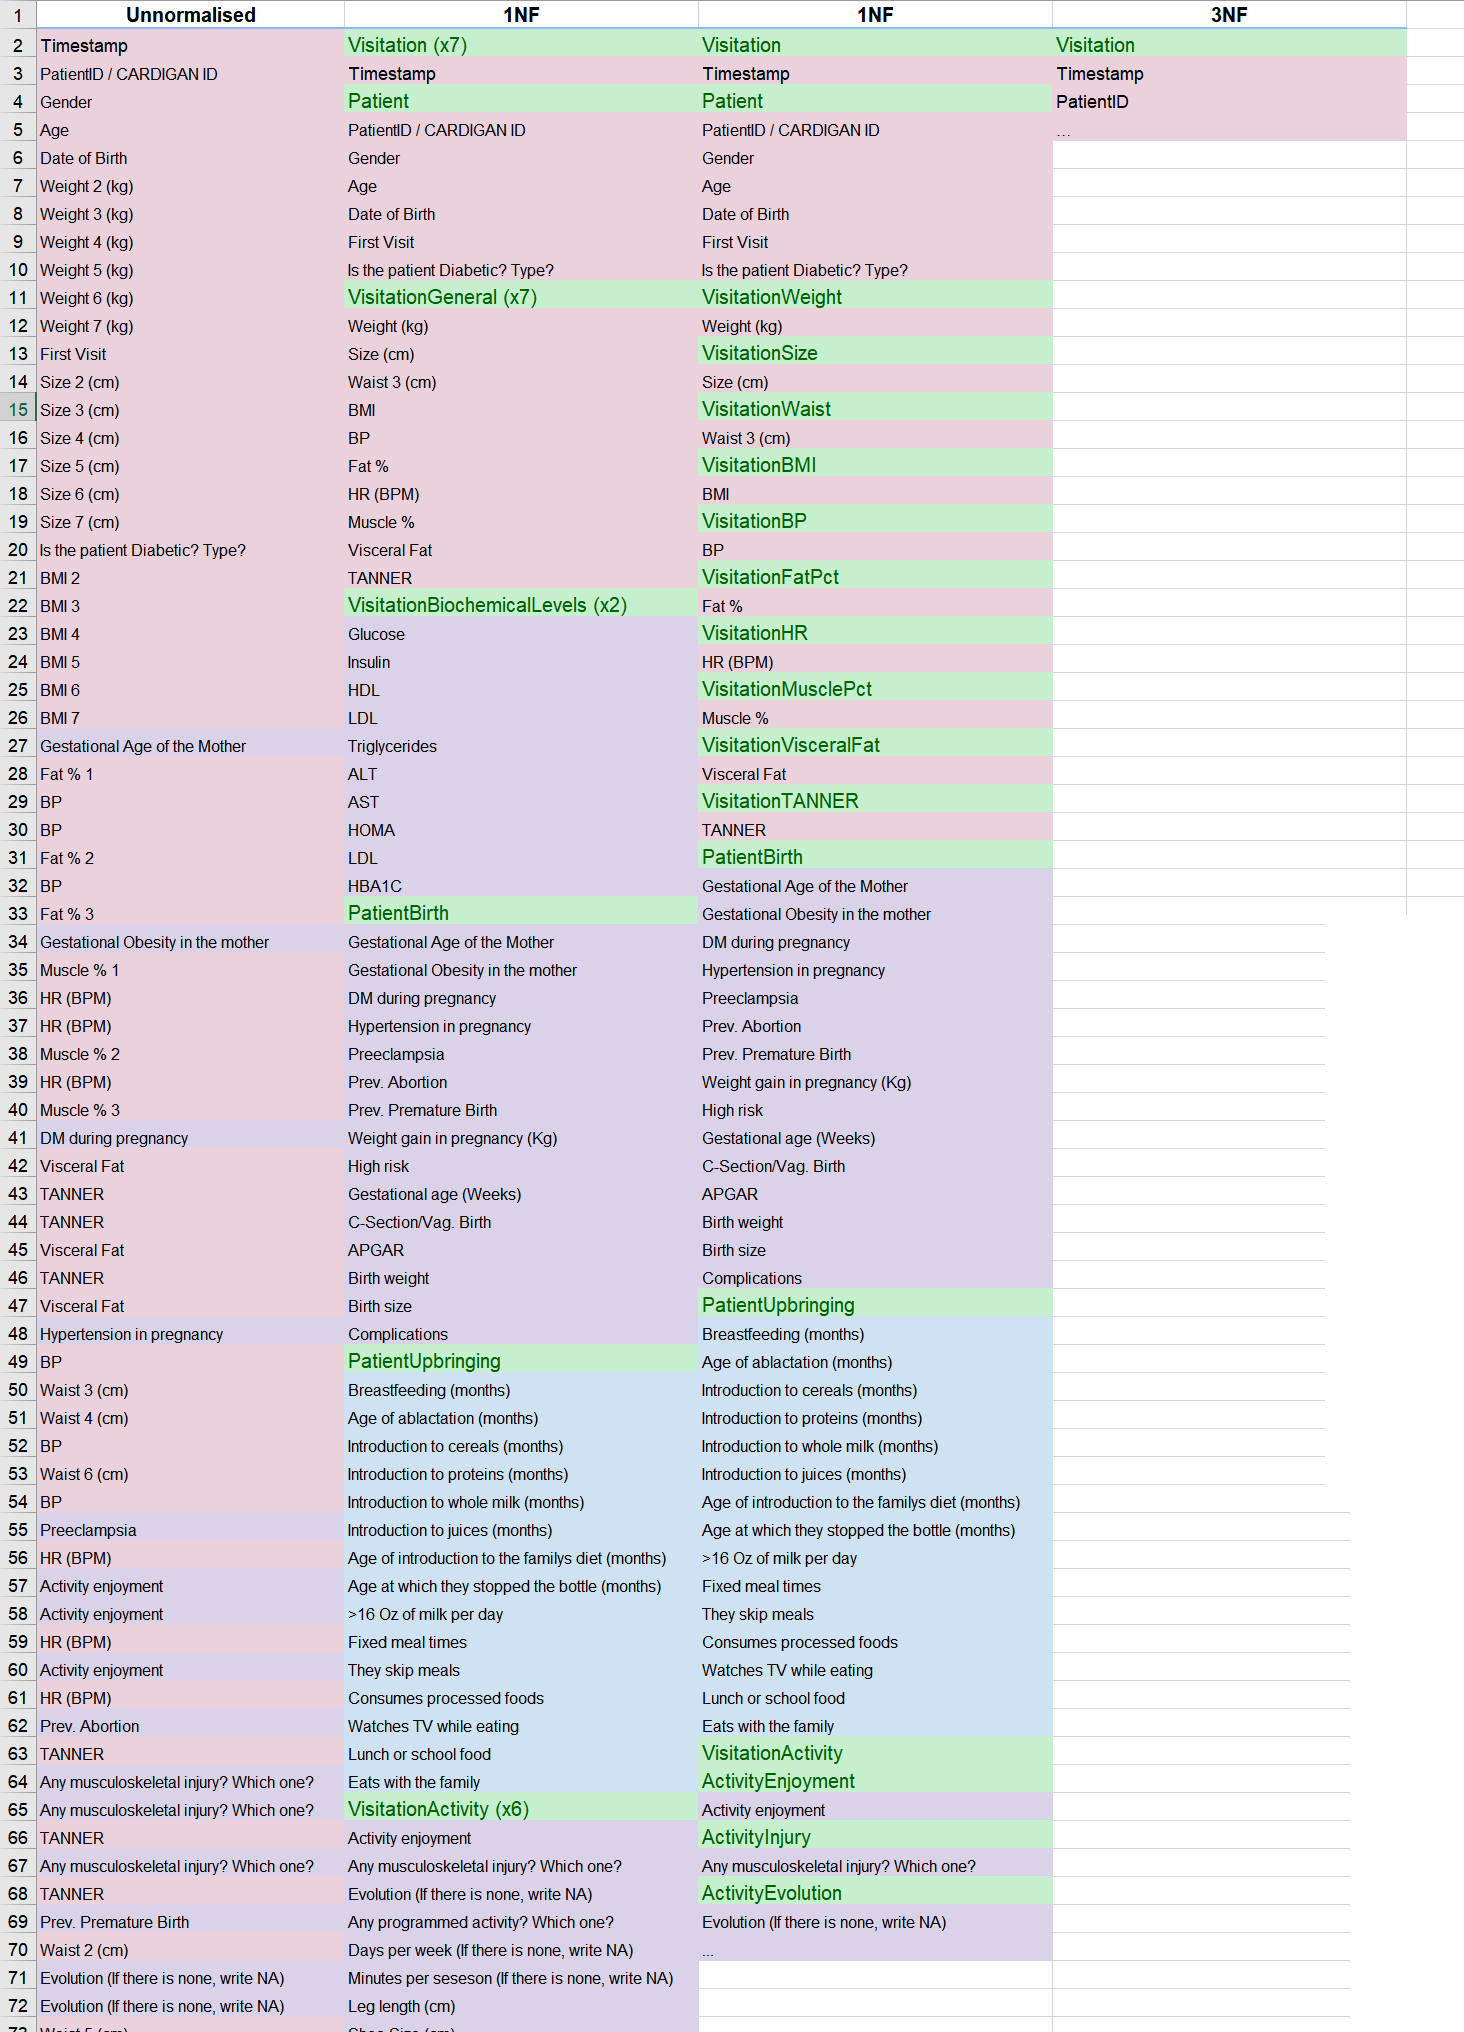 1 Unnormalised 1NF 1NF 3NF
2 Timestamp Visitation (x7) Visitation Visitation
3 PatientID / CARDIGAN ID Timestamp Timestamp Timestamp
4 Gender Patient Patient PatientID
5 Age PatientID / CARDIGAN ID PatientID / CARDIGAN ID ...
6 Date of Birth Gender Gender
7 Weight 2 (kg) Age Age
8 Weight 3 (kg) Date of Birth Date of Birth
9 Weight 4 (kg) First Visit First Visit
10 Weight 5 (kg) Is the patient Diabetic? Type? Is the patient Diabetic? Type?
11 Weight 6 (kg) VisitationGeneral (x7) VisitationWeight
12 Weight 7 (kg) Weight (kg) Weight (kg)
13 First Visit Size (cm) VisitationSize
14 Size 2 (cm) Waist 3 (cm) Size (cm)
15 Size 3 (cm) BMI VisitationWaist
16 Size 4 (cm) BP Waist 3 (cm)
17 Size 5 (cm) Fat % VisitationBMI
18 Size 6 (cm) HR (BPM) BMI
19 Size 7 (cm) Muscle % VisitationBP
20 Is the patient Diabetic? Type? Visceral Fat BP
21 BMI 2 TANNER VisitationFatPct
22 BMI 3 VisitationBiochemicalLevels (x2) Fat %
23 BMI 4 Glucose VisitationHR
24 BMI 5 Insulin HR (BPM)
25 BMI 6 HDL VisitationMusclePct
26 BMI 7 LDL Muscle %
27 Gestational Age of the Mother Triglycerides VisitationVisceralFat
28 Fat % 1 ALT Visceral Fat
29 BP AST VisitationTANNER
30 BP HOMA TANNER
31 Fat % 2 LDL PatientBirth
32 BP HBA1C Gestational Age of the Mother
33 Fat % 3 PatientBirth Gestational Obesity in the mother
34 Gestational Obesity in the mother Gestational Age of the Mother DM during pregnancy
35 Muscle % 1 Gestational Obesity in the mother Hypertension in pregnancy
36 HR (BPM) DM during pregnancy Preeclampsia
37 HR (BPM) Hypertension in pregnancy Prev. Abortion
38 Muscle % 2 Preeclampsia Prev. Premature Birth
39 HR (BPM) Prev. Abortion Weight gain in pregnancy (Kg)
40 Muscle % 3 Prev. Premature Birth High risk
41 DM during pregnancy Weight gain in pregnancy (Kg) Gestational age (Weeks)
42 Visceral Fat High risk C-Section/Vag. Birth
43 TANNER Gestational age (Weeks) APGAR
44 TANNER C-Section/Vag. Birth Birth weight
45 Visceral Fat APGAR Birth size
46 TANNER Birth weight Complications
47 Visceral Fat Birth size PatientUpbringing
48 Hypertension in pregnancy Complications Breastfeeding (months)
49 BP PatientUpbringing Age of ablactation (months)
50 Waist 3 (cm) Breastfeeding (months) Introduction to cereals (months)
51 Waist 4 (cm) Age of ablactation (months) Introduction to proteins (months)
52 BP Introduction to cereals (months) Introduction to whole milk (months)
53 Waist 6 (cm) Introduction to proteins (months) Introduction to juices (months)
54 BP Introduction to whole milk (months) Age of introduction to the familys diet (months)
55 Preeclampsia Introduction to juices (months) Age at which they stopped the bottle (months)
56 HR (BPM) Age of introduction to the familys diet (months) >16 Oz of milk per day
57 Activity enjoyment Age at which they stopped the bottle (months) Fixed meal times
58 Activity enjoyment >16 Oz of milk per day They skip meals
59 HR (BPM) Fixed meal times Consumes processed foods
60 Activity enjoyment They skip meals Watches TV while eating
61 HR (BPM) Consumes processed foods Lunch or school food
62 Prev. Abortion Watches TV while eating Eats with the family
63 TANNER Lunch or school food VisitationActivity
64 Any musculoskeletal injury? Which one? Eats with the family ActivityEnjoyment
65 Any musculoskeletal injury? Which one? VisitationActivity (x6) Activity enjoyment
66 TANNER Activity enjoyment ActivityInjury
67 Any musculoskeletal injury? Which one? Any musculoskeletal injury? Which one? Any musculoskeletal injury? Which one?
68 TANNER Evolution (If there is none, write NA) ActivityEvolution
69 Prev. Premature Birth Any programmed activity? Which one? Evolution (If there is none, write NA)
70 Waist 2 (cm) Days per week (If there is none, write NA) ...
71 Evolution (If there is none, write NA) Minutes per seseson (If there is none, write NA)
72 Evolution (If there is none, write NA) Leg length (cm)